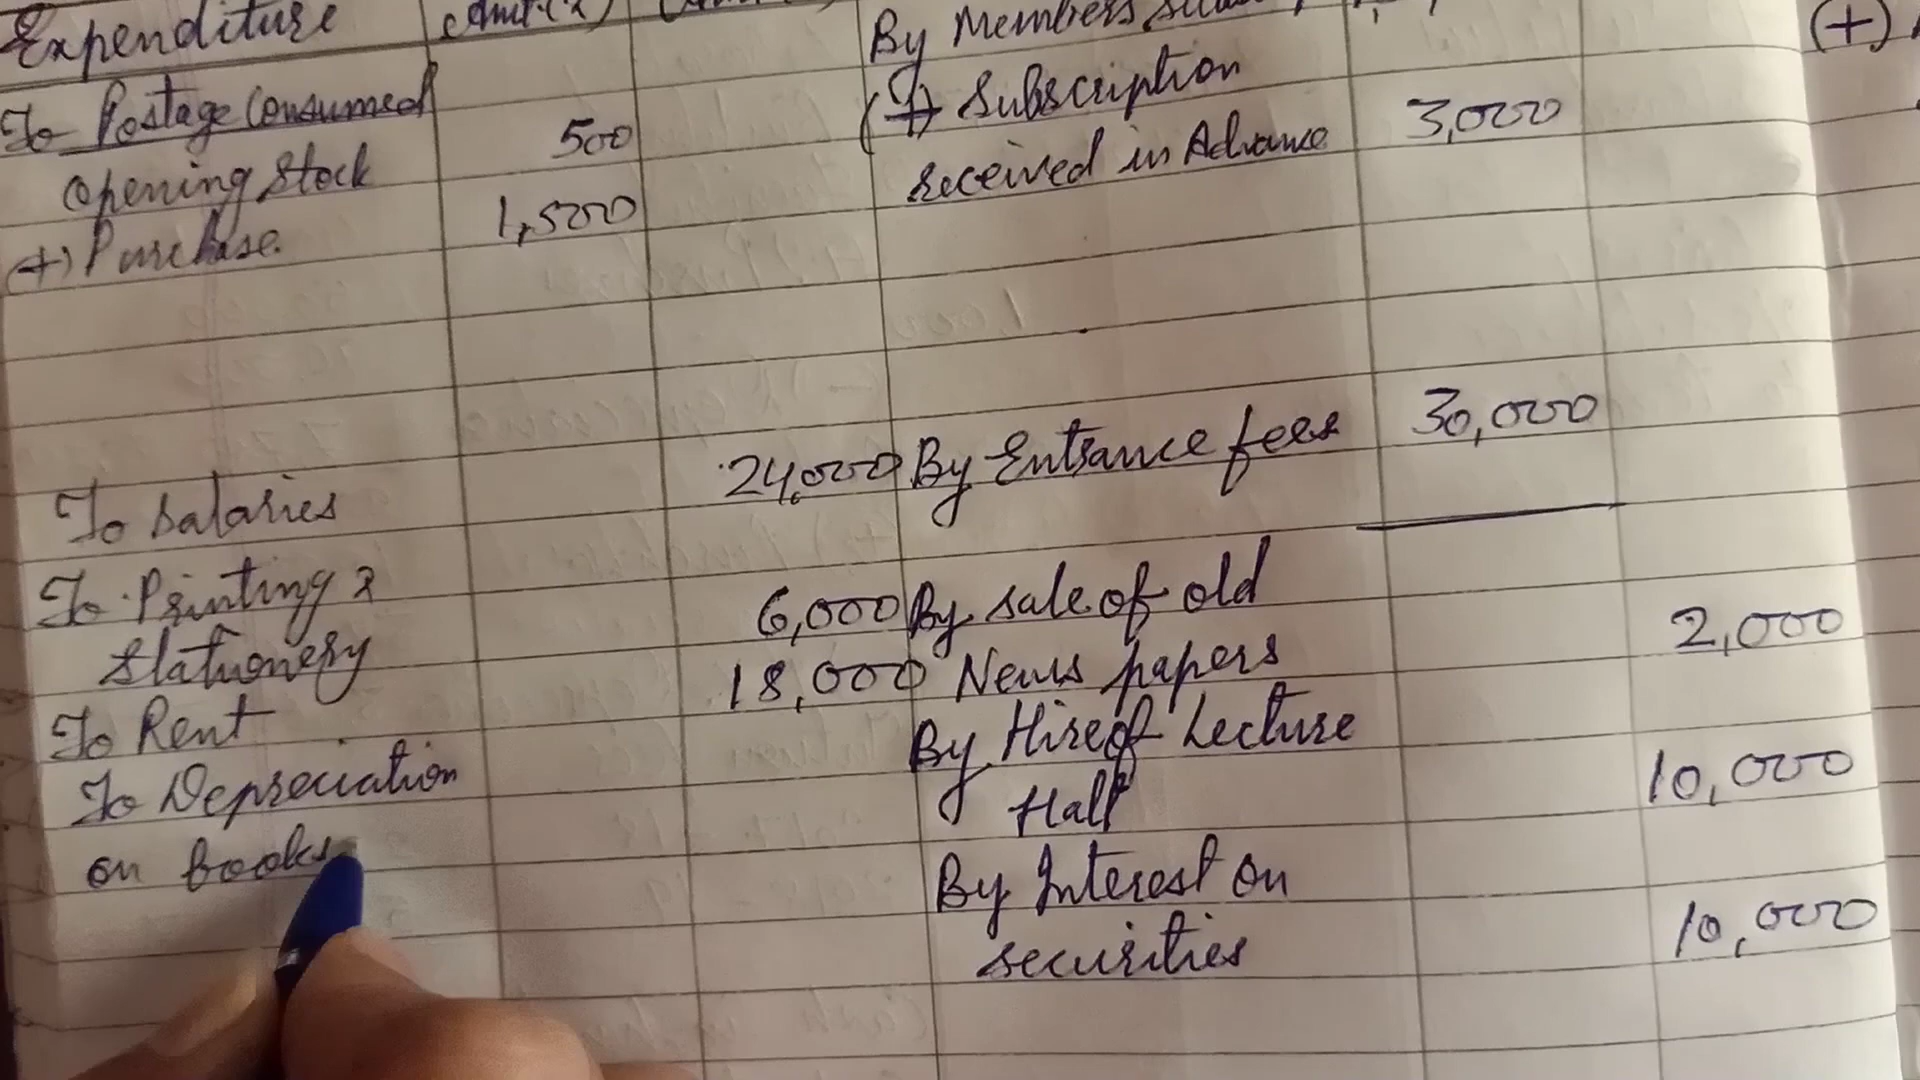 Expenditure Amt.(₹)
To Postage Consumed
Opening Stock 500
(+) Purchase. 1,500
To Salaries 24,000
To Printing & 6,000
Stationery
To Rent 18,000
To Depreciation
on books
By Members
(+) Subscription
received in Advance 3,000
By Entrance fees 30,000
By sale of old
News papers 2,000
By Hire of Lecture
Hall 10,000
By Interest on
securities 10,000
(+)